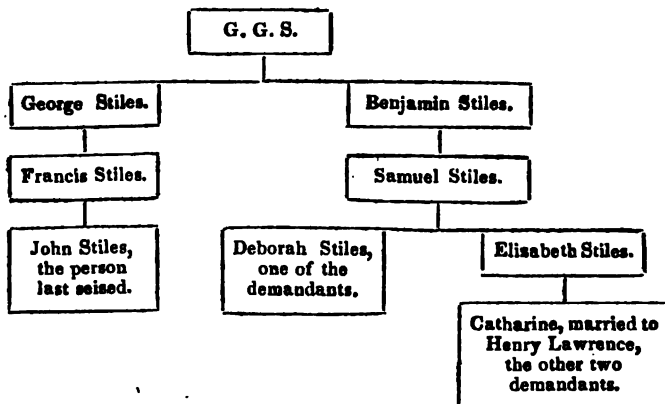 G. G. S.
George Stiles.
Benjamin Stiles.
Francis Stiles.
Samuel Stiles.
John Stiles,
the person
last seised.
Deborah Stiles,
one of the
demandants.
Elisabeth Stiles.
Catharine, married to
Henry Lawrence,
the other two
demandants.